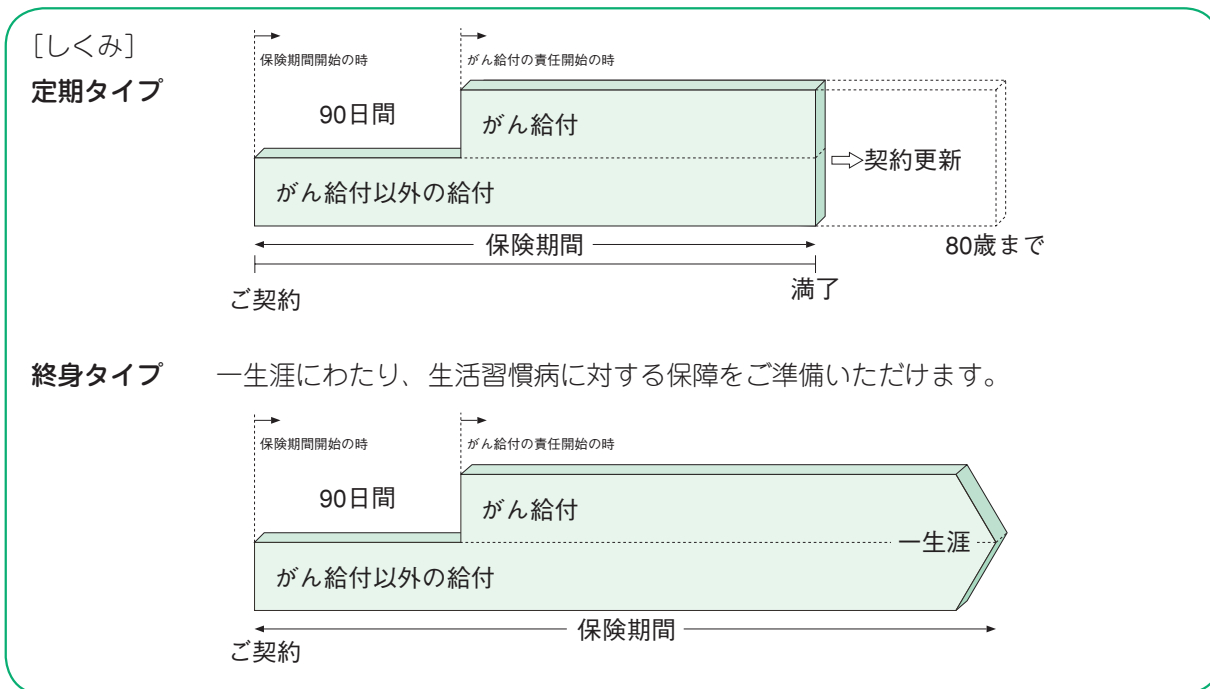 ［しくみ］
定期タイプ
保険期間開始の時
がん給付の責任開始の時
90日間
がん給付
がん給付以外の給付
⇨契約更新
保険期間
80歳まで
ご契約
満了
終身タイプ　一生涯にわたり、生活習慣病に対する保障をご準備いただけます。
保険期間開始の時
がん給付の責任開始の時
90日間
がん給付
一生涯
がん給付以外の給付
保険期間
ご契約